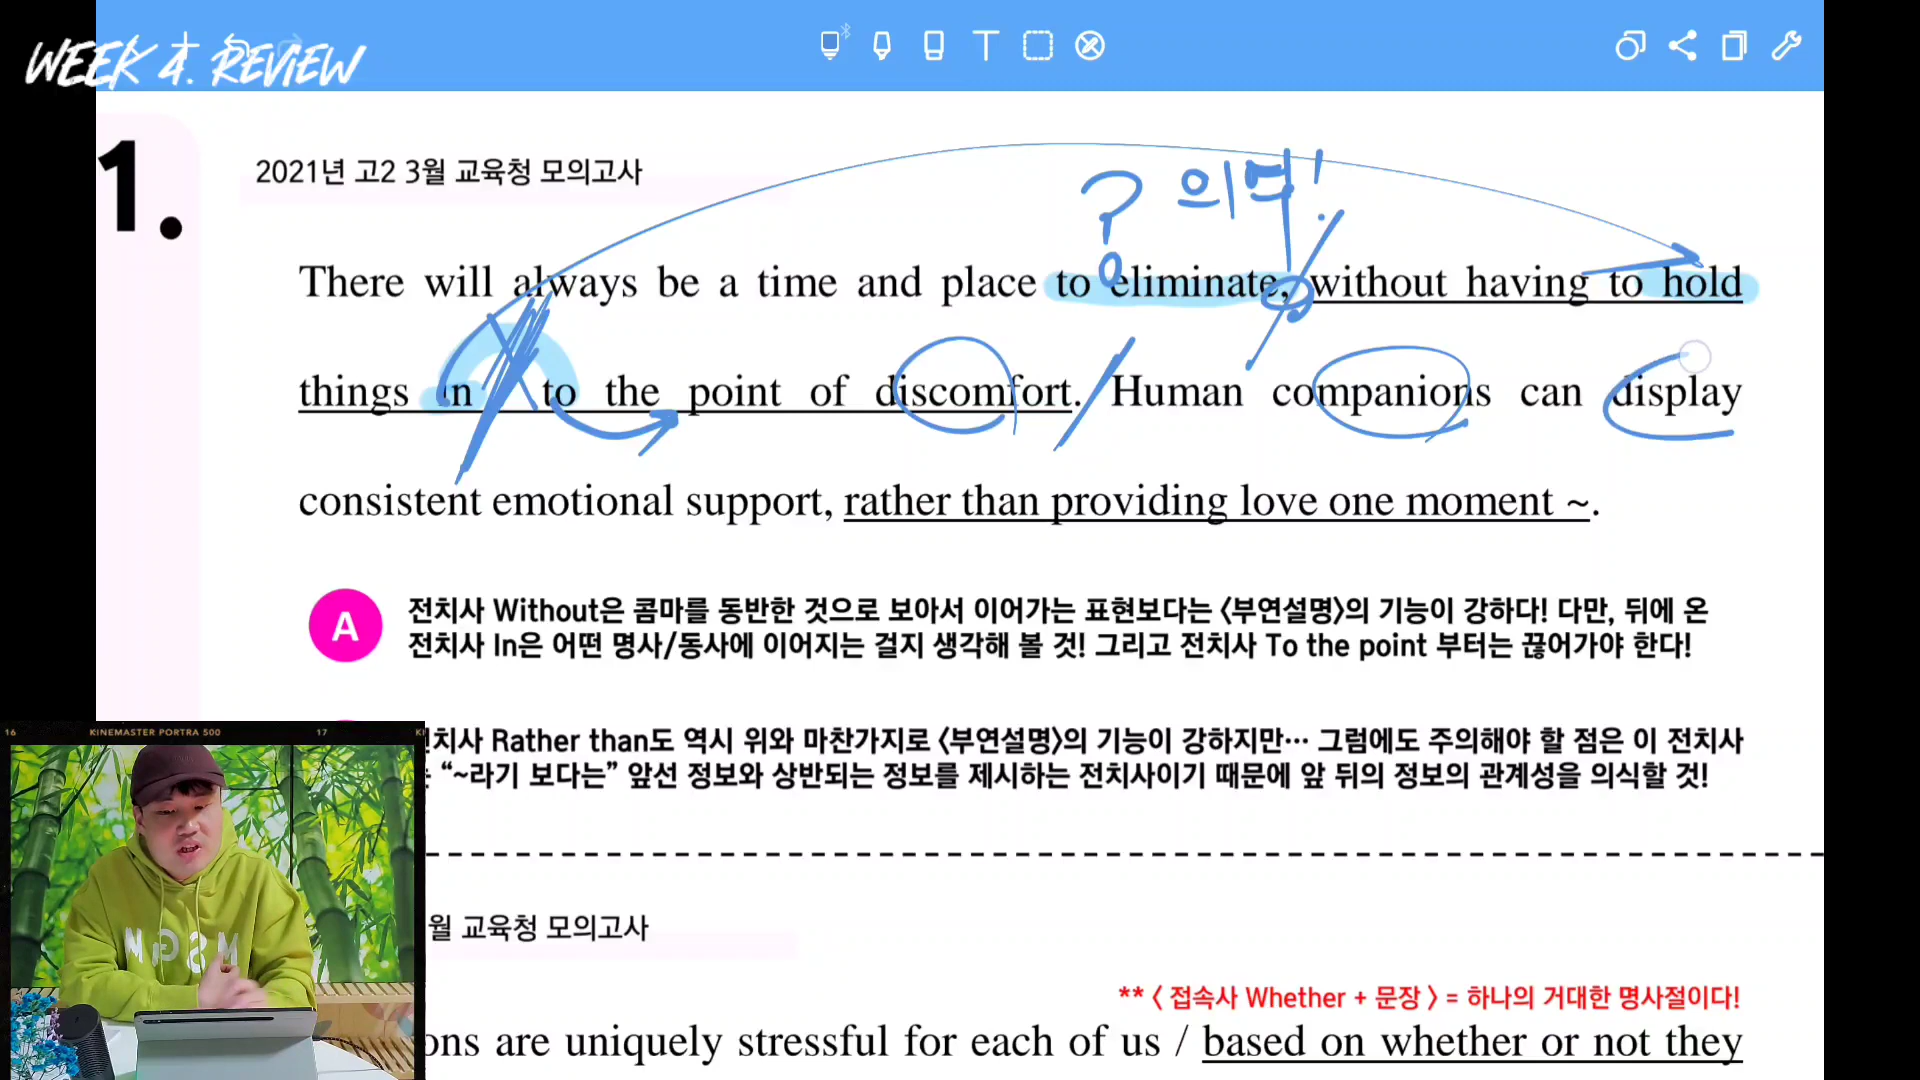 WEEK 4. REVIEW
1.
2021년 고2 3월 교육청 모의고사
?
There will always be a time and place to eliminate, without having to hold
things in to the point of discomfort. Human companions can display
consistent emotional support, rather than providing love one moment ~.
A
전치사 Without은 콤마를 동반한 것으로 보아서 이어가는 표현보다는 〈부연설명〉의 기능이 강하다! 다만, 뒤에 온
전치사 In은 어떤 명사/동사에 이어지는 걸지 생각해 볼 것! 그리고 전치사 To the point 부터는 끊어가야 한다!
치사 Rather than도 역시 위와 마찬가지로 〈부연설명〉의 기능이 강하지만… 그럼에도 주의해야 할 점은 이 전치사
“~라기 보다는” 앞선 정보와 상반되는 정보를 제시하는 전치사이기 때문에 앞 뒤의 정보의 관계성을 의식할 것!
16 KINEMASTER PORTRA 500 17
월 교육청 모의고사
** 〈 접속사 Whether + 문장 〉 = 하나의 거대한 명사절이다!
ons are uniquely stressful for each of us / based on whether or not they